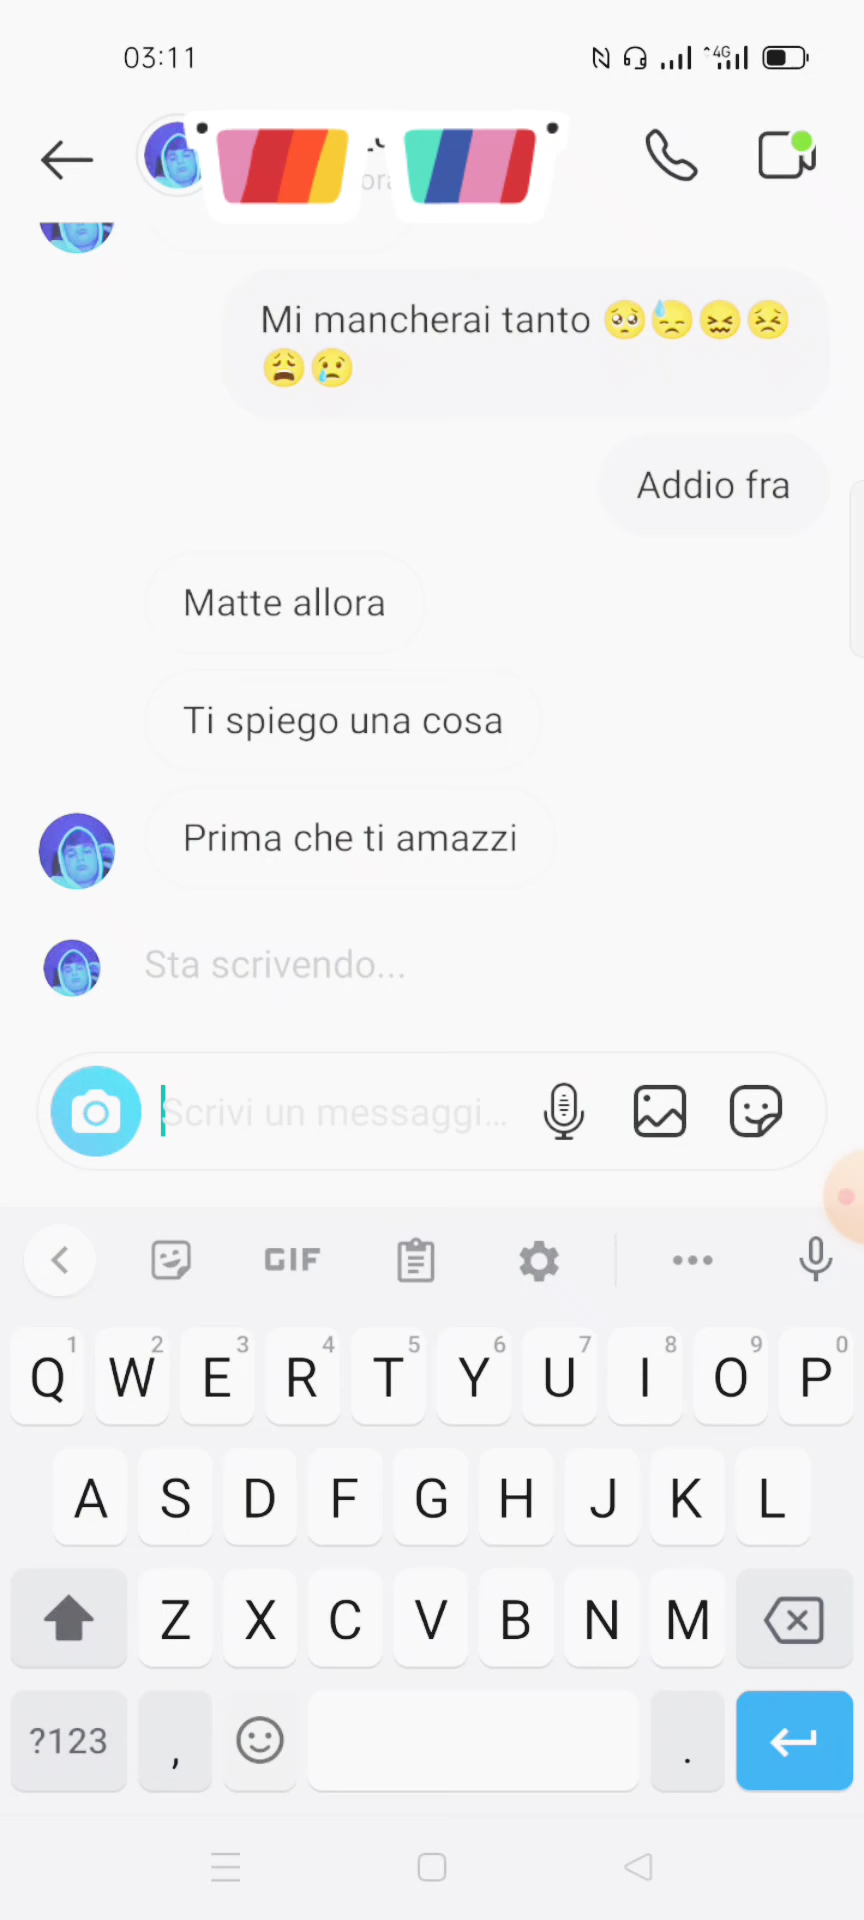 03:11
4G
Mi mancherai tanto 🥺😓😖😣
😩😢
Addio fra
Matte allora
Ti spiego una cosa
Prima che ti amazzi
Sta scrivendo...
Scrivi un messaggi...
GIF
1 2 3 4 5 6 7 8 9 0
Q W E R T Y U I O P
A S D F G H J K L
Z X C V B N M
?123 , .